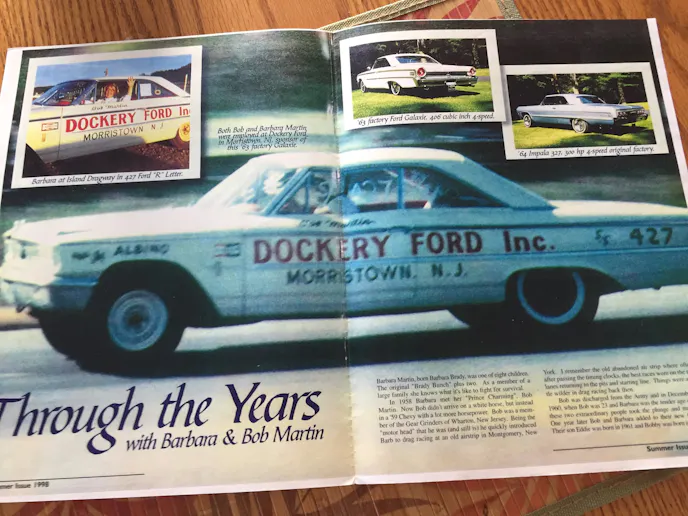 Bob Martin
DOCKERY FORD Inc
MORRISTOWN N J
Barbara at Island Dragway in 427 Ford "R" Letter.
Both Bob and Barbara Martin,
were employed at Dockery Ford,
in Morristown, NJ, sponsor of
this '63 factory Galaxie.
'63 factory Ford Galaxie, 406 cubic inch 4-speed.
'64 Impala 327, 300 hp 4-speed original factory.
ALBINO
DOCKERY FORD Inc.
MORRISTOWN, N.J.
S/S 427
Through the Years
with Barbara & Bob Martin
Barbara Martin, born Barbara Brady, was one of eight children.
The original "Brady Bunch" plus two. As a member of a
large family she knows what it's like to fight for survival.
In 1958 Barbara met her "Prince Charming". Bob
Martin. Now Bob didn't arrive on a white horse, but instead
in a '59 Chevy with a lot more horsepower. Bob was a mem-
ber of the Gear Grinders of Wharton, New Jersey. Being the
"motor head" that he was (and still is) he quickly introduced
Barb to drag racing at an old airstrip in Montgomery, New
York. I remember the old abandoned air strip where
after passing the timing clocks, the best races were on the
lanes returning to the pits and starting line. Things were a
bit wilder in drag racing back then.
Bob was discharged from the Army and in December
1960, when Bob was 23 and Barbara was the tender age
these two extraordinary people took the plunge and
One year later Bob and Barbara added to their new
Their son Eddie was born in 1961, and Bobby was born
mer Issue 1998
Summer Issue